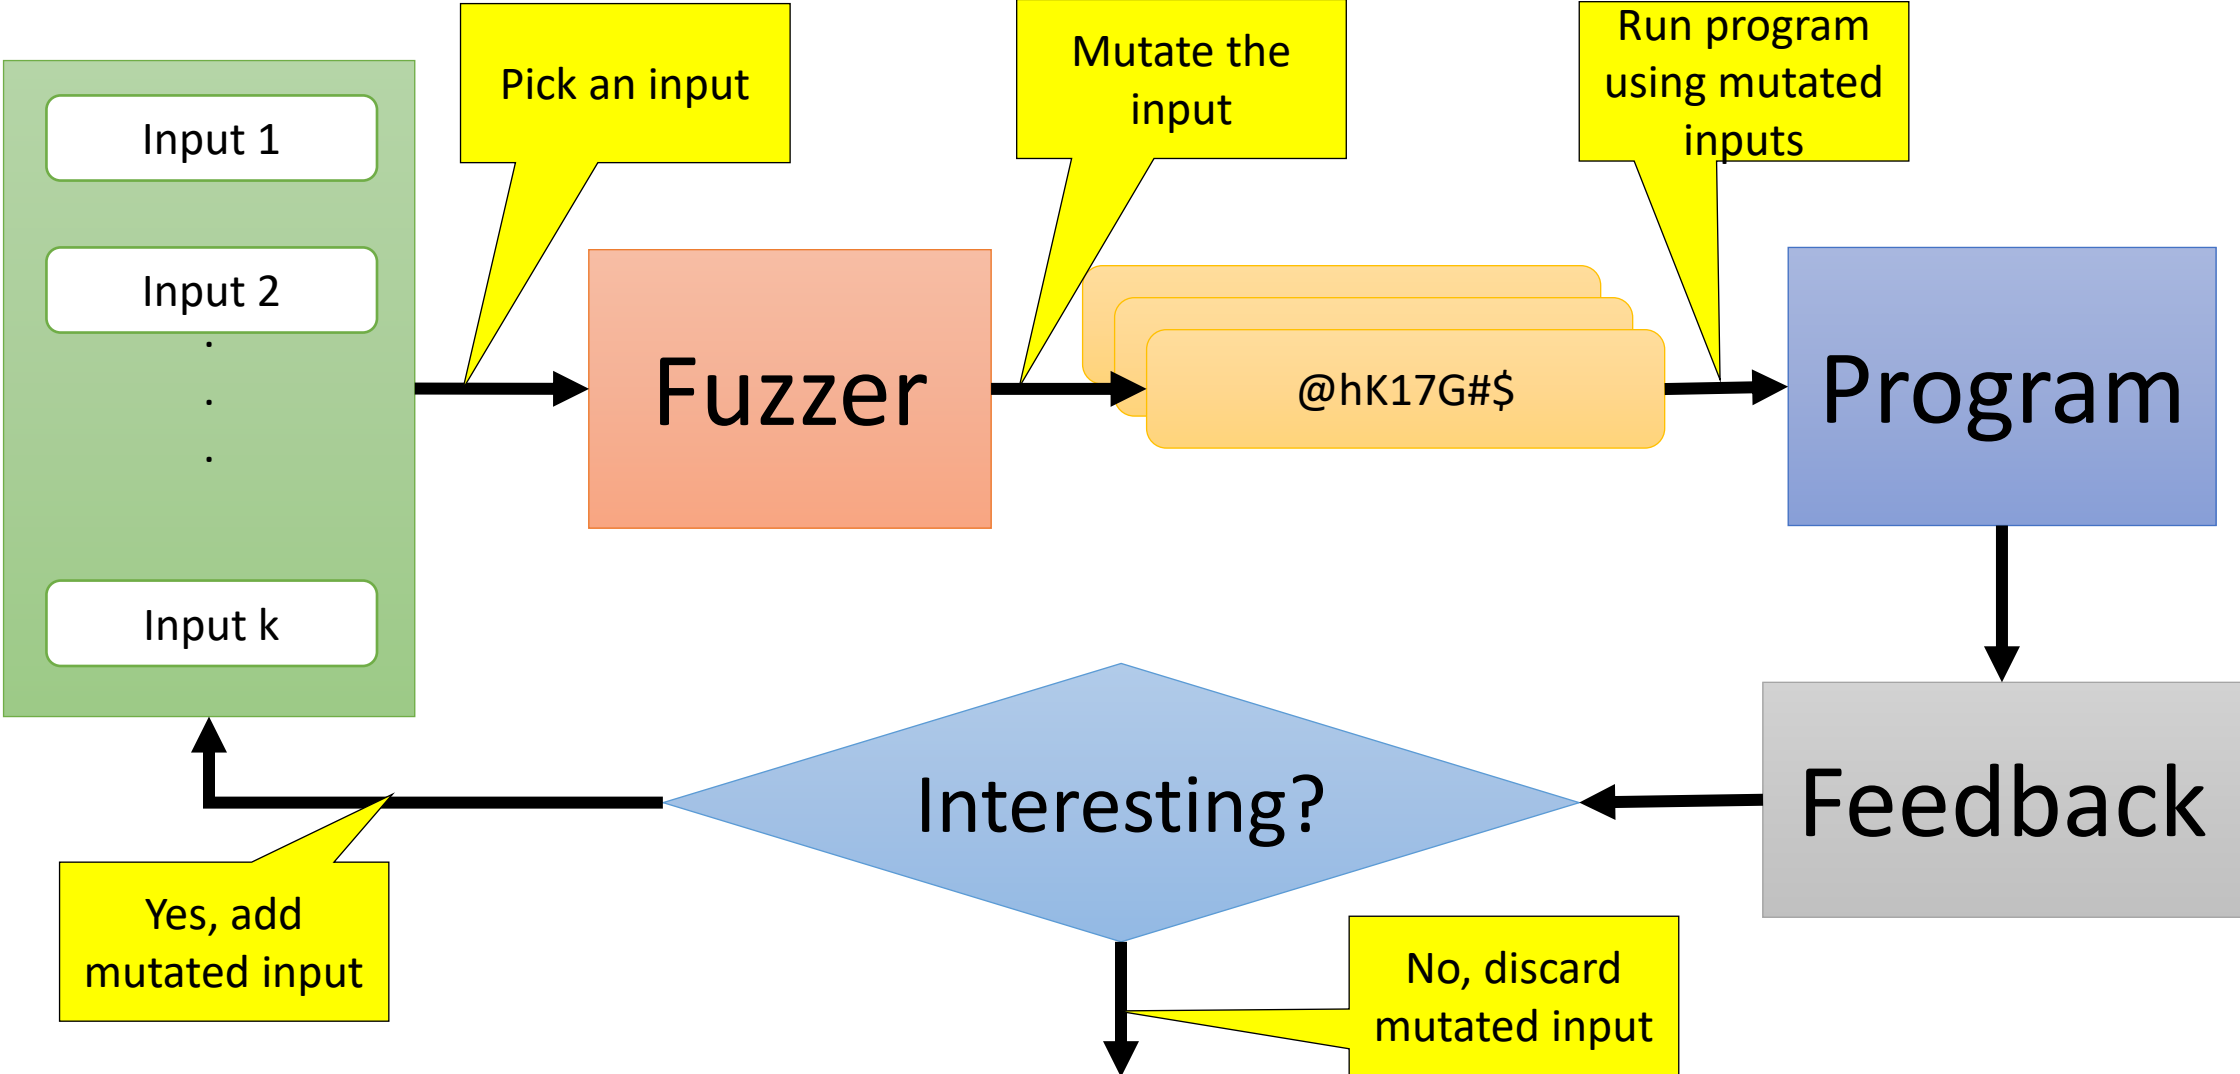 Pick an input
Mutate the
input
Run program
using mutated
inputs
Input 1
Input 2
.
.
.
Input k
Fuzzer
@hK17G#$
Program
Feedback
Interesting?
Yes, add
mutated input
No, discard
mutated input